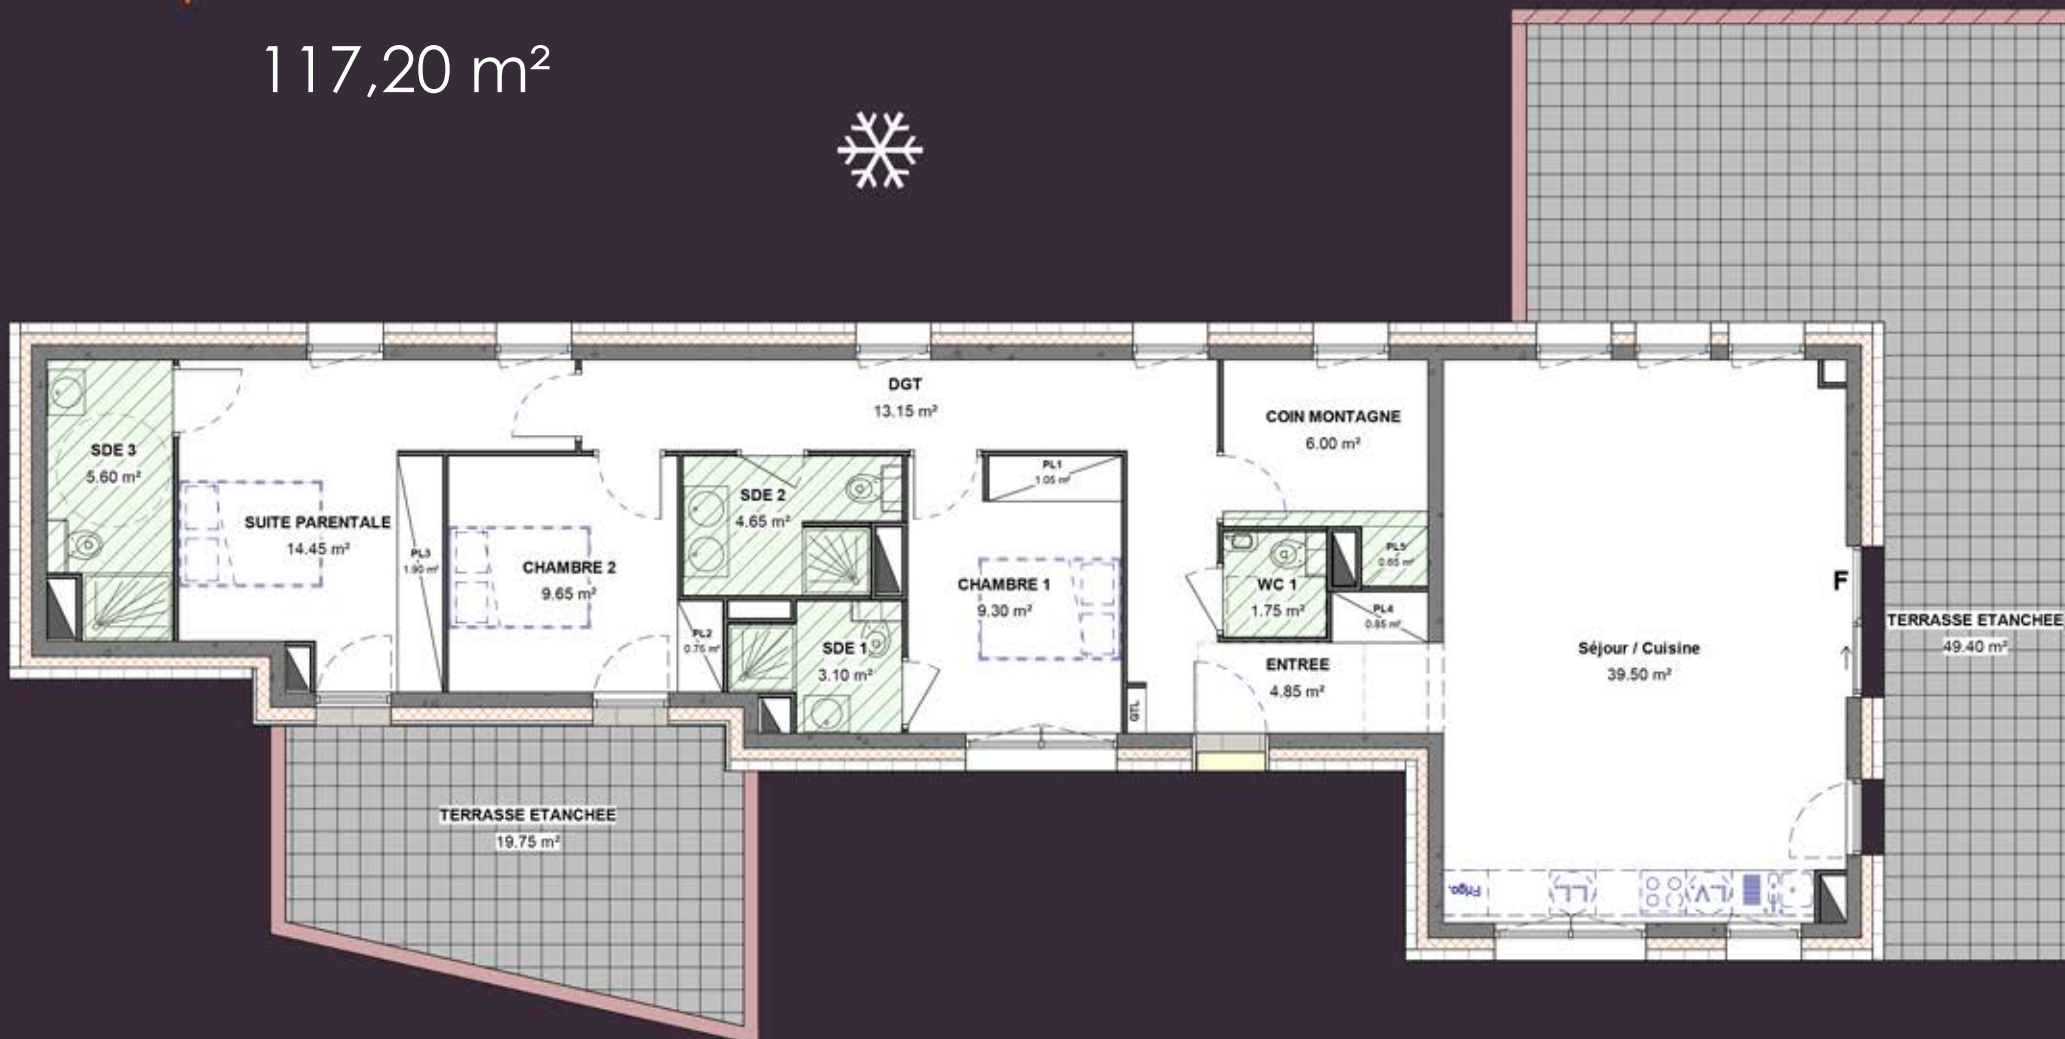 117,20 m²
DGT
13.15 m²
COIN MONTAGNE
6.00 m²
SDE 3
5.60 m²
PL1
1.05 m²
SDE 2
4.65 m²
SUITE PARENTALE
14.45 m²
PL3
1.90 m²
CHAMBRE 2
9.65 m²
CHAMBRE 1
9.30 m²
WC 1
1.75 m²
PL5
0.65 m²
PL4
0.85 m²
F
TERRASSE ETANCHEE
49.40 m²
PL2
0.75 m²
SDE 1
3.10 m²
ENTREE
4.85 m²
Séjour / Cuisine
39.50 m²
GTL
TERRASSE ETANCHEE
19.75 m²
Frigo.
LL
LV